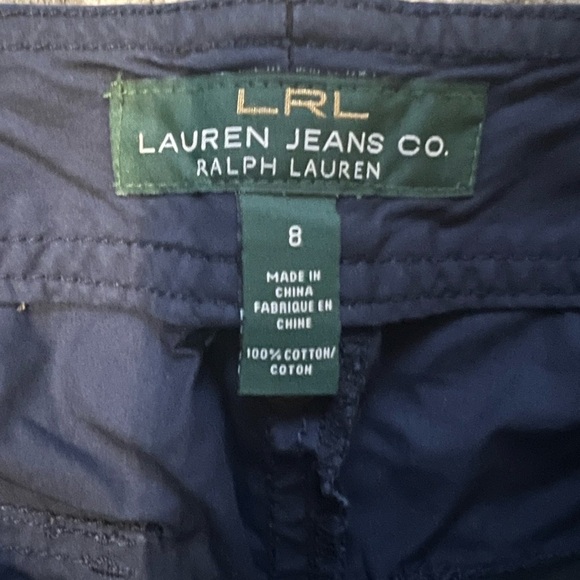 LRL
LAUREN JEANS CO.
RALPH LAUREN
8
MADE IN
CHINA
FABRIQUE EN
CHINE
100% COTTON/
COTON